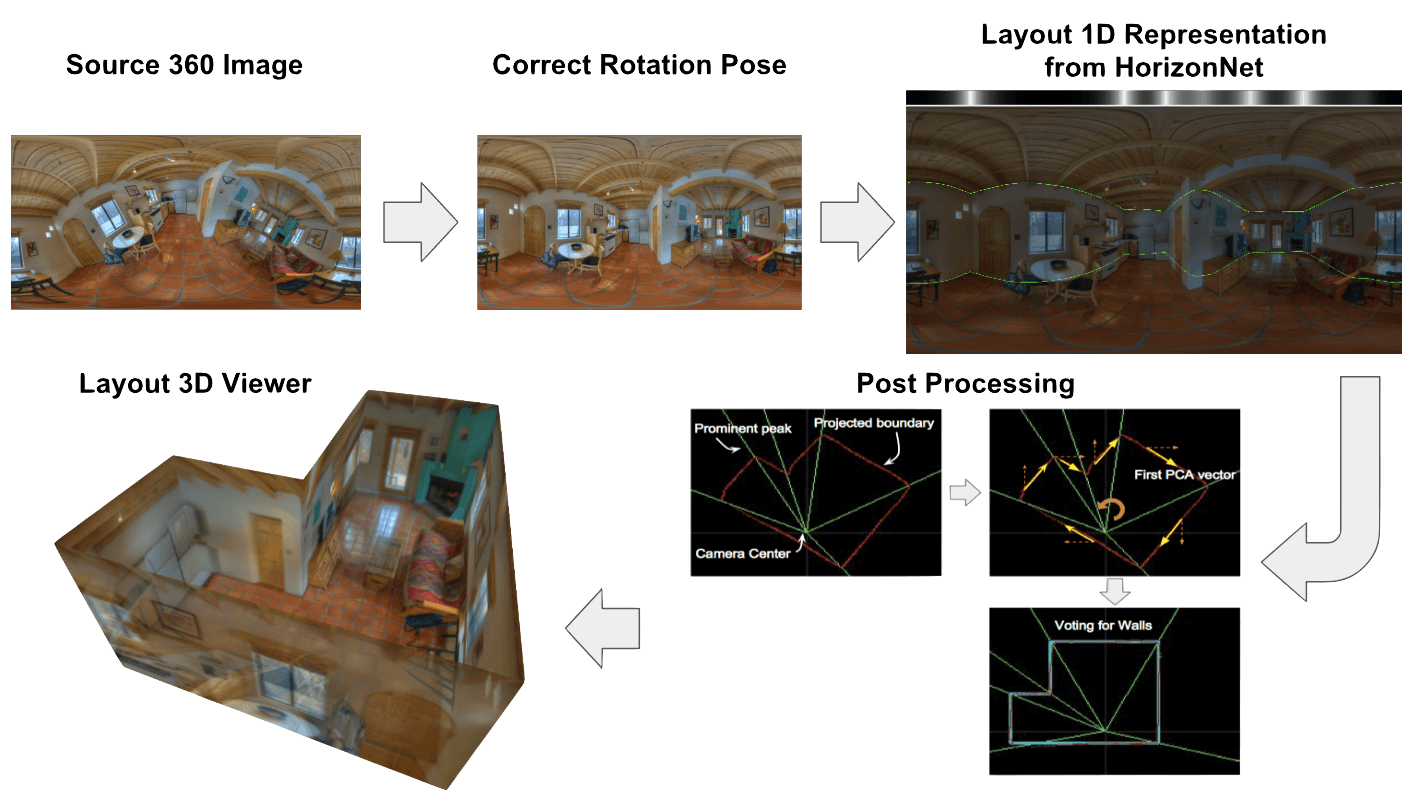 Source 360 Image
Correct Rotation Pose
Layout 1D Representation
from HorizonNet
Layout 3D Viewer
Post Processing
Prominent peak
Projected boundary
Camera Center
First PCA vector
Voting for Walls